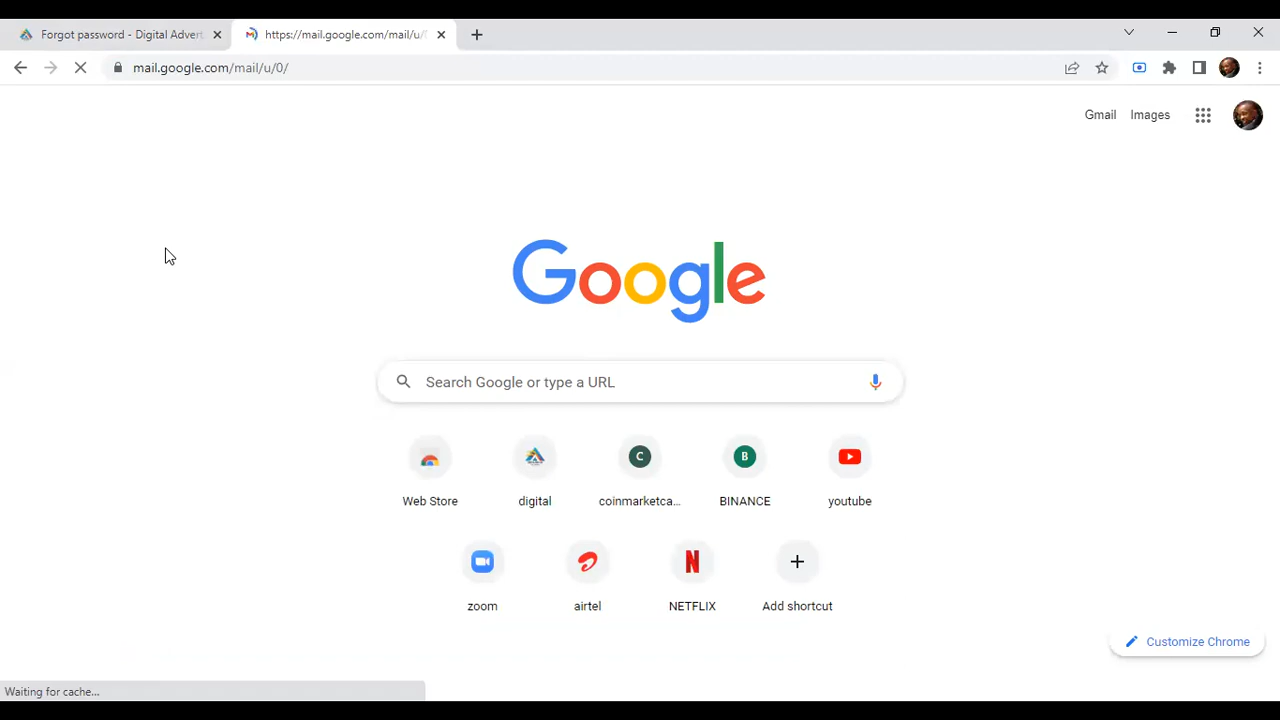 Forgot password - Digital Advert
https://mail.google.com/mail/u/0
mail.google.com/mail/u/0/
Gmail Images
Google
Search Google or type a URL
C B
Web Store digital coinmarketca... BINANCE youtube
N
zoom airtel NETFLIX Add shortcut
Customize Chrome
Waiting for cache...